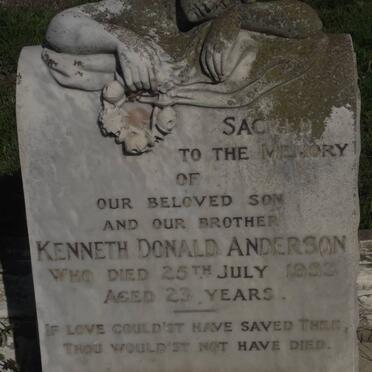 SACRED
TO THE MEMORY
OF
OUR BELOVED SON
AND OUR BROTHER
KENNETH DONALD ANDERSON
WHO DIED 25TH JULY
AGED 23 YEARS.
IF LOVE COULD'ST HAVE SAVED THEE,
THOU WOULD'ST NOT HAVE DIED.